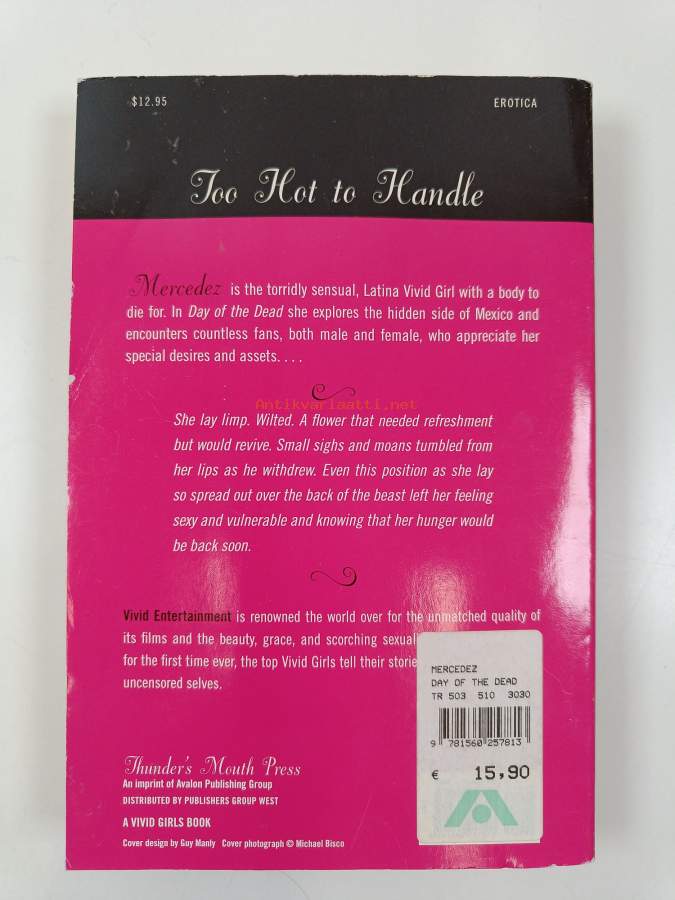 $12.95 EROTICA
Too Hot to Handle
Mercedez is the torridly sensual, Latina Vivid Girl with a body to
die for. In Day of the Dead she explores the hidden side of Mexico and
encounters countless fans, both male and female, who appreciate her
special desires and assets. . . .
Antikvariaatti.net
She lay limp. Wilted. A flower that needed refreshment
but would revive. Small sighs and moans tumbled from
her lips as he withdrew. Even this position as she lay
so spread out over the back of the beast left her feeling
sexy and vulnerable and knowing that her hunger would
be back soon.
Vivid Entertainment is renowned the world over for the unmatched quality of
its films and the beauty, grace, and scorching
for the first time ever, the top Vivid Girls tell their
uncensored selves.
MERCEDEZ
DAY OF THE DEAD
TR 503 510 3030
9 781560 257813
€ 15,90
Thunder's Mouth Press
An imprint of Avalon Publishing Group
DISTRIBUTED BY PUBLISHERS GROUP WEST
A VIVID GIRLS BOOK
Cover design by Guy Manly Cover photograph © Michael Bisco